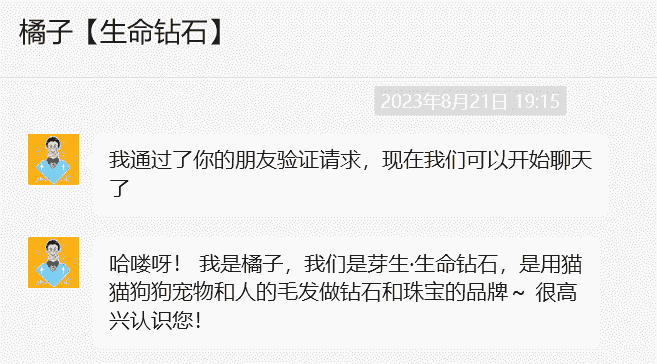 橘子【生命钻石】
2023年8月21日 19:15
我通过了你的朋友验证请求，现在我们可以开始聊天
了
哈喽呀！ 我是橘子，我们是芽生·生命钻石，是用猫
猫狗狗宠物和人的毛发做钻石和珠宝的品牌～ 很高
兴认识您！